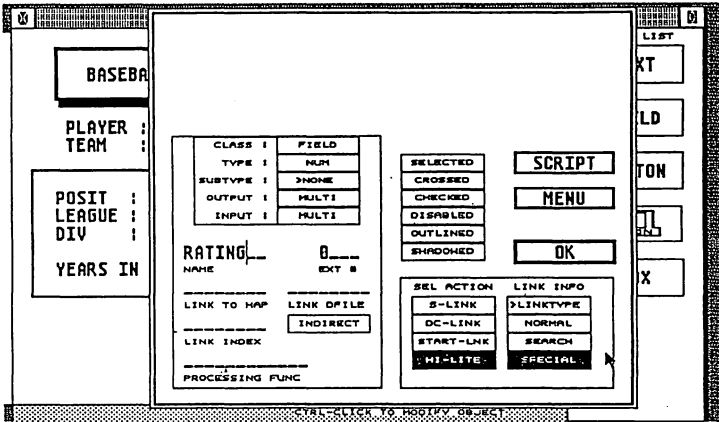 LIST
BASEBA
XT
PLAYER :
TEAM :
LD
CLASS : FIELD
TYPE : NUM
SUBTYPE : >NONE
OUTPUT : MULTI
INPUT : MULTI
SELECTED
CROSSED
CHECKED
DISABLED
OUTLINED
SHADOWED
SCRIPT
MENU
OK
TON
POSIT :
LEAGUE :
DIV :
YEARS IN
RATING__ 0___
NAME EXT #
LINK TO MAP LINK DFILE
INDIRECT
LINK INDEX
PROCESSING FUNC
SEL ACTION LINK INFO
S-LINK >LINKTYPE
DC-LINK NORMAL
START-LNK SEARCH
HI-LITE SPECIAL
X
CTRL-CLICK TO MODIFY OBJECT